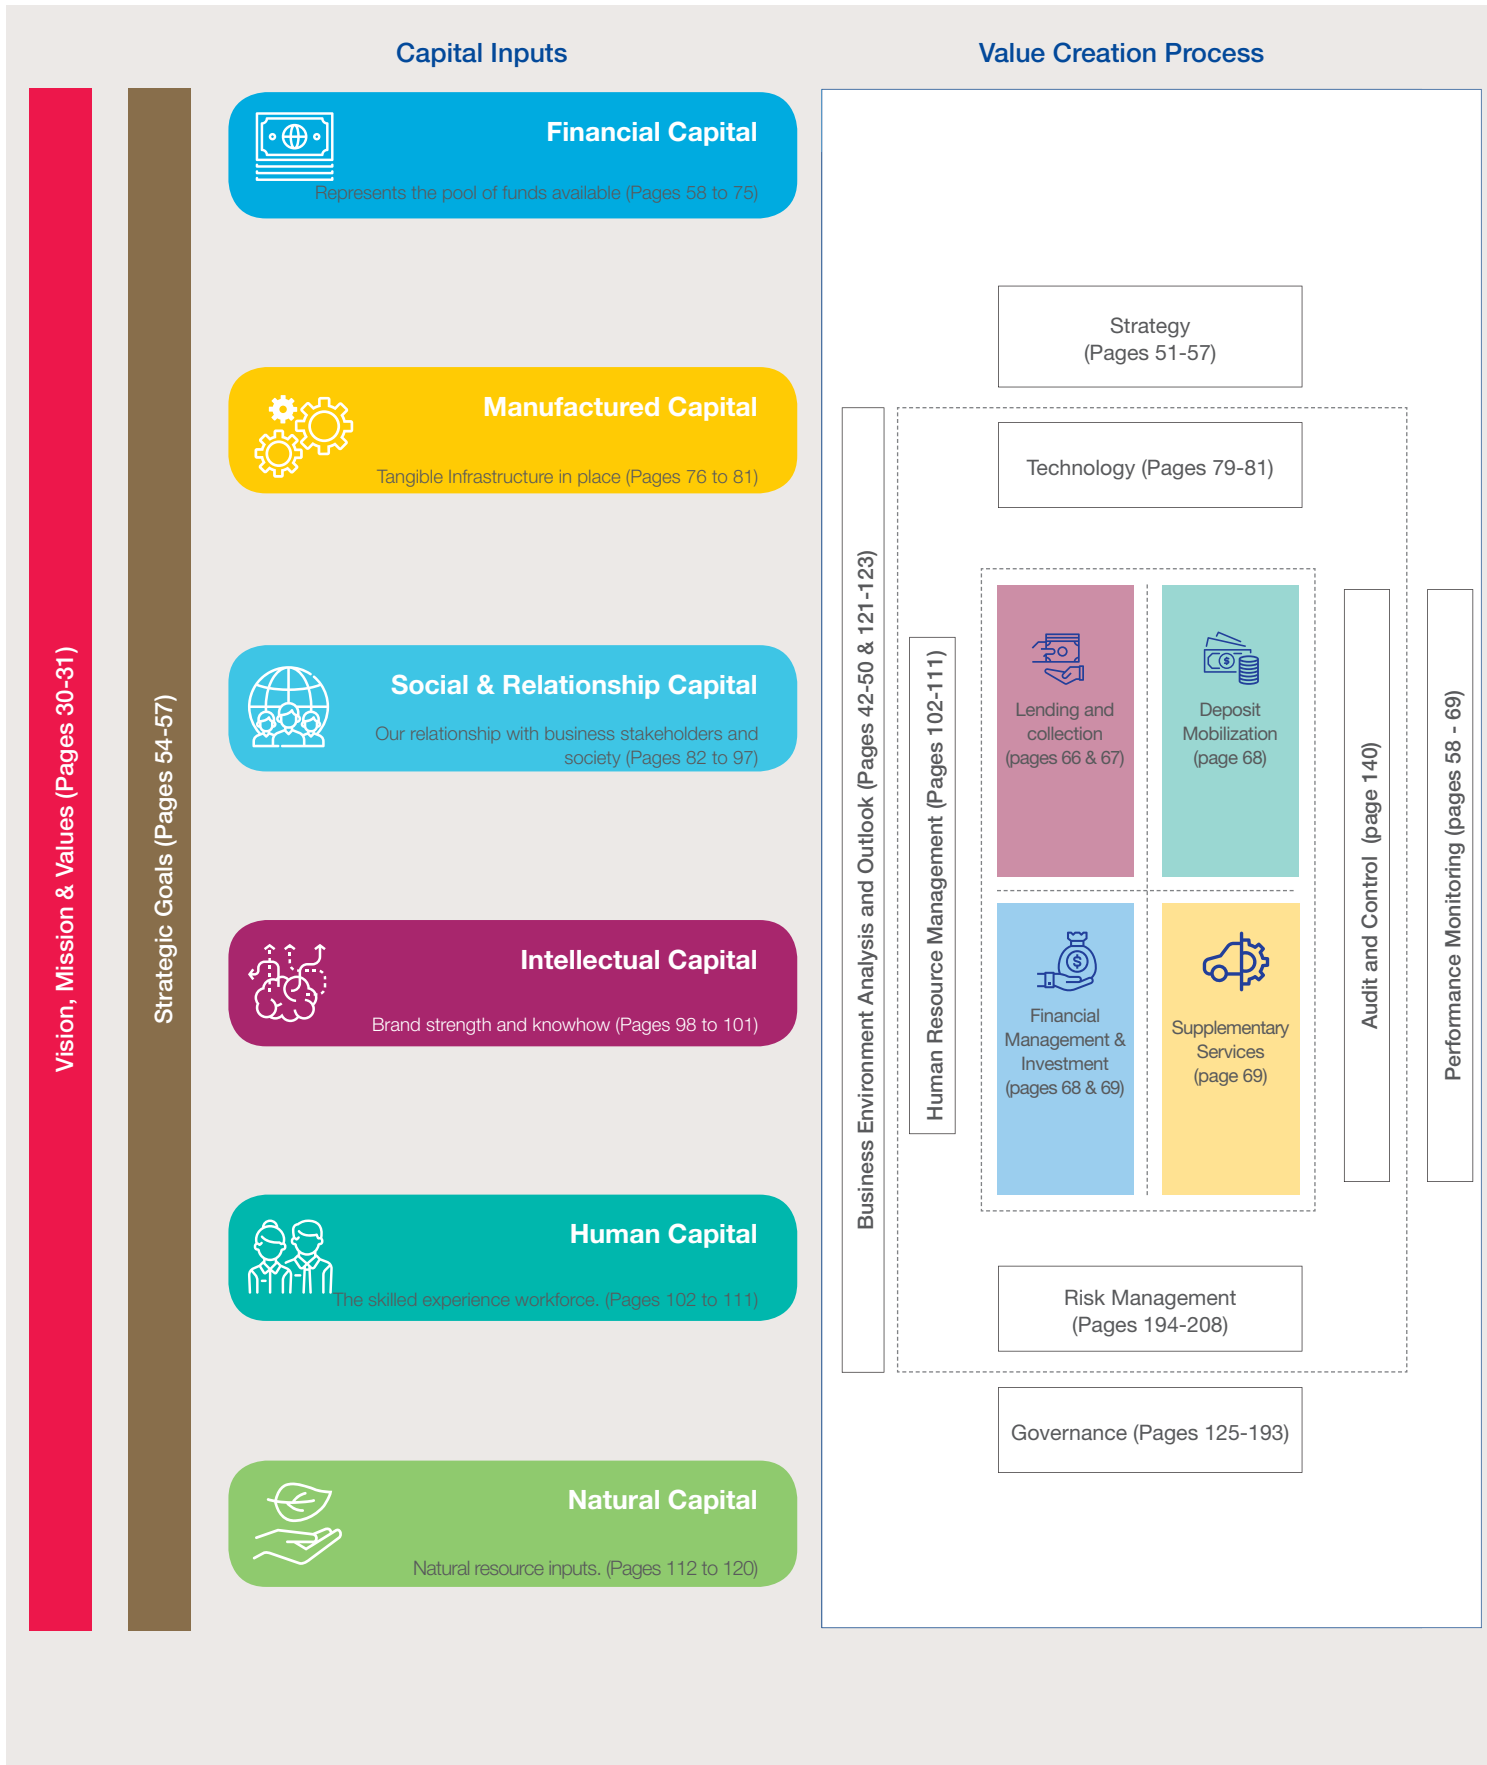 Capital Inputs
Value Creation Process
Vision, Mission & Values (Pages 30-31)
Strategic Goals (Pages 54-57)
Financial Capital
Represents the pool of funds available (Pages 58 to 75)
Manufactured Capital
Tangible Infrastructure in place (Pages 76 to 81)
Social & Relationship Capital
Our relationship with business stakeholders and
society (Pages 82 to 97)
Intellectual Capital
Brand strength and knowhow (Pages 98 to 101)
Human Capital
The skilled experience workforce. (Pages 102 to 111)
Natural Capital
Natural resource inputs. (Pages 112 to 120)
Strategy
(Pages 51-57)
Business Environment Analysis and Outlook (Pages 42-50 & 121-123)
Technology (Pages 79-81)
Human Resource Management (Pages 102-111)
Lending and
collection
(pages 66 & 67)
Deposit
Mobilization
(page 68)
Financial
Management &
Investment
(pages 68 & 69)
Supplementary
Services
(page 69)
Audit and Control (page 140)
Performance Monitoring (pages 58 - 69)
Risk Management
(Pages 194-208)
Governance (Pages 125-193)